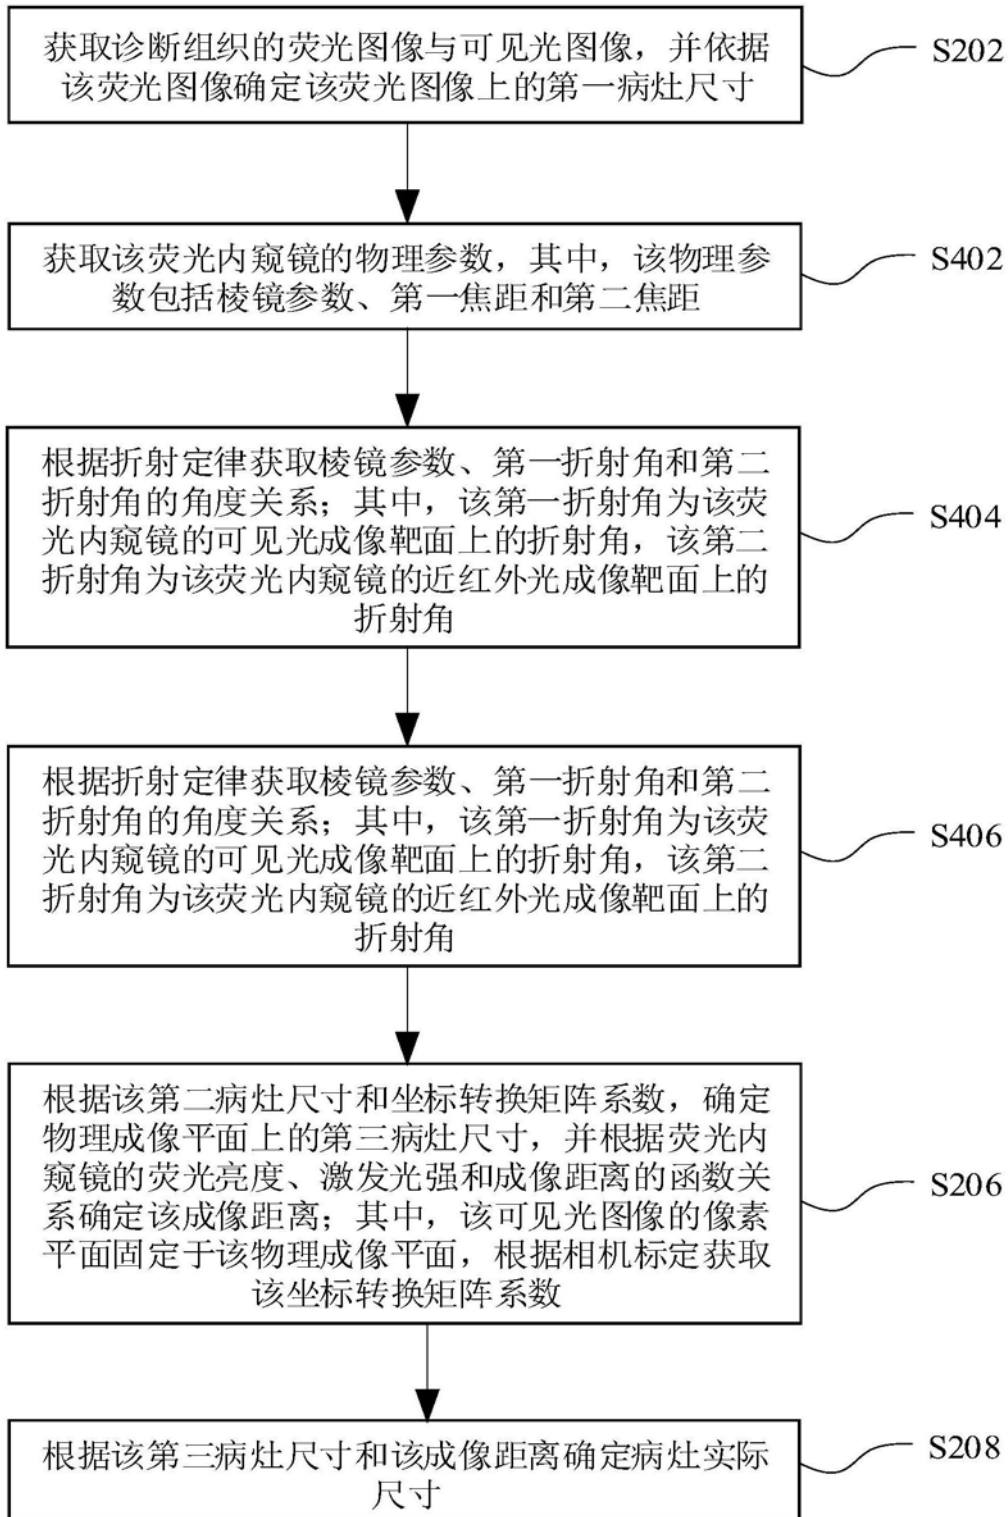 获取诊断组织的荧光图像与可见光图像，并依据
该荧光图像确定该荧光图像上的第一病灶尺寸
S202
获取该荧光内窥镜的物理参数，其中，该物理参
数包括棱镜参数、第一焦距和第二焦距
S402
根据折射定律获取棱镜参数、第一折射角和第二
折射角的角度关系；其中，该第一折射角为该荧
光内窥镜的可见光成像靶面上的折射角，该第二
折射角为该荧光内窥镜的近红外光成像靶面上的
折射角
S404
根据折射定律获取棱镜参数、第一折射角和第二
折射角的角度关系；其中，该第一折射角为该荧
光内窥镜的可见光成像靶面上的折射角，该第二
折射角为该荧光内窥镜的近红外光成像靶面上的
折射角
S406
根据该第二病灶尺寸和坐标转换矩阵系数，确定
物理成像平面上的第三病灶尺寸，并根据荧光内
窥镜的荧光亮度、激发光强和成像距离的函数关
系确定该成像距离；其中，该可见光图像的像素
平面固定于该物理成像平面，根据相机标定获取
该坐标转换矩阵系数
S206
根据该第三病灶尺寸和该成像距离确定病灶实际
尺寸
S208